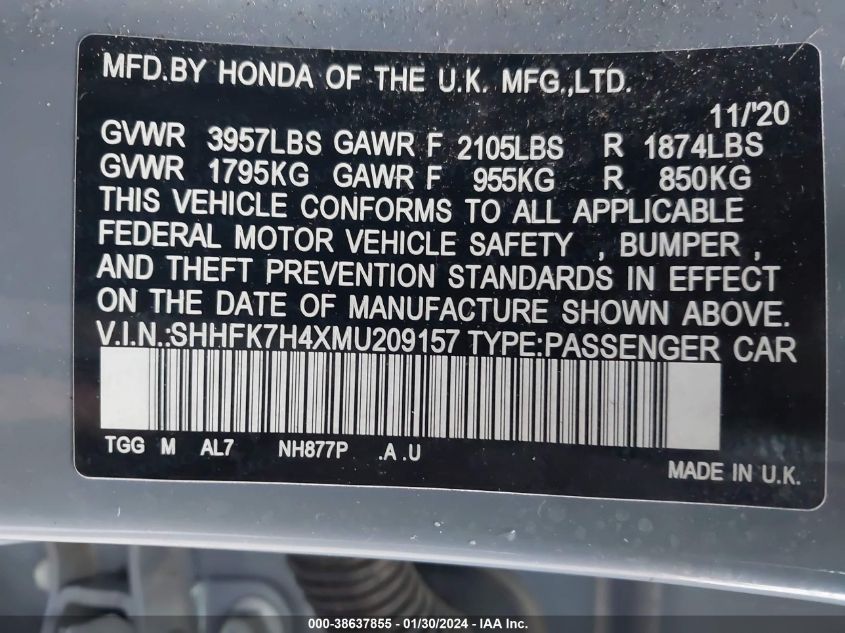 MFD.BY HONDA OF THE U.K. MFG.,LTD.
11/'20
GVWR 3957LBS GAWR F 2105LBS R 1874LBS
GVWR 1795KG GAWR F 955KG R 850KG
THIS VEHICLE CONFORMS TO ALL APPLICABLE
FEDERAL MOTOR VEHICLE SAFETY , BUMPER ,
AND THEFT PREVENTION STANDARDS IN EFFECT
ON THE DATE OF MANUFACTURE SHOWN ABOVE.
V.I.N.:SHHFK7H4XMU209157 TYPE:PASSENGER CAR
TGG M AL7 NH877P .A .U
MADE IN U.K.
000-38637855 - 01/30/2024 - IAA Inc.